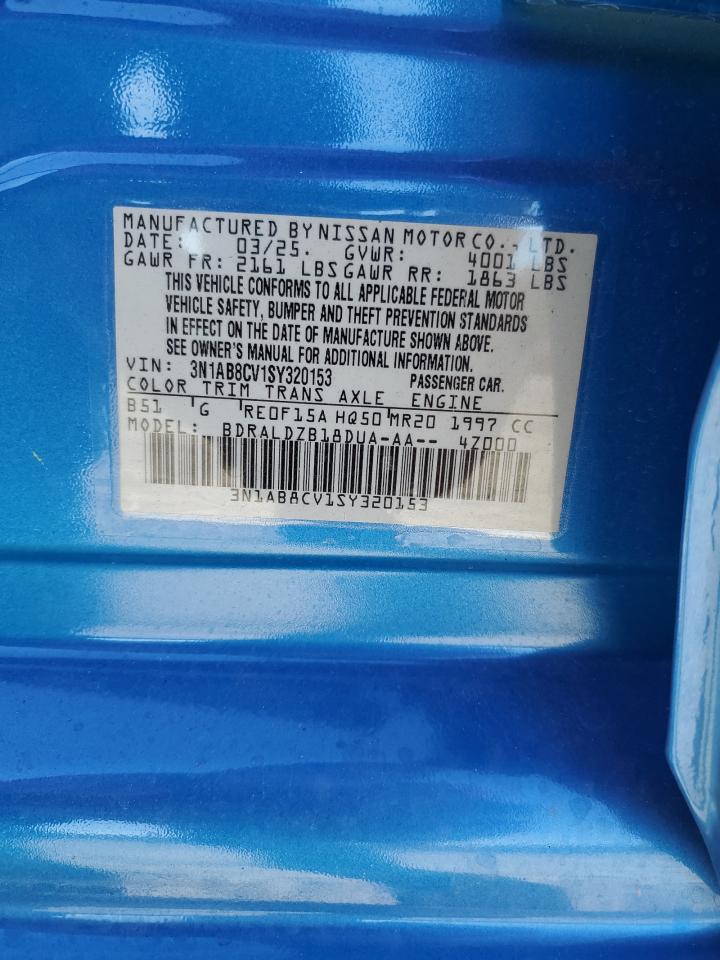 MANUFACTURED BY NISSAN MOTOR CO., LTD.
DATE: 03/25. GVWR: 4001 LBS
GAWR FR: 2161 LBS GAWR RR: 1863 LBS
THIS VEHICLE CONFORMS TO ALL APPLICABLE FEDERAL MOTOR
VEHICLE SAFETY, BUMPER AND THEFT PREVENTION STANDARDS
IN EFFECT ON THE DATE OF MANUFACTURE SHOWN ABOVE.
SEE OWNER'S MANUAL FOR ADDITIONAL INFORMATION.
VIN: 3N1AB8CV1SY320153 PASSENGER CAR.
COLOR TRIM TRANS AXLE ENGINE
B51 G RE0F15A HQ50 MR20 1997 CC
MODEL: BDRALDZB18DUA-AA-- 4Z000
3N1AB8CV1SY320153